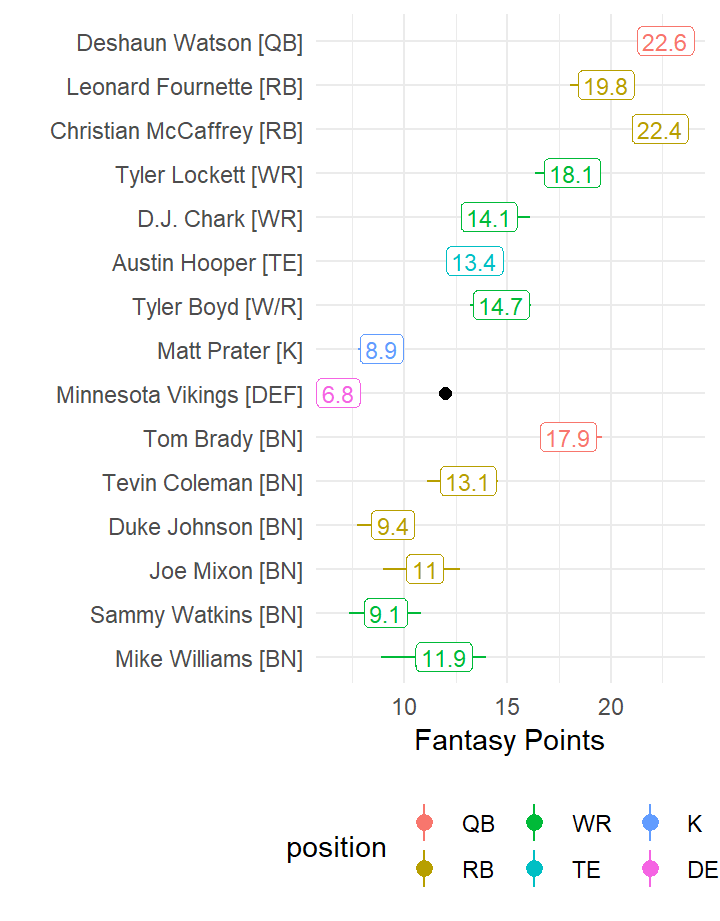 Deshaun Watson [QB] 22.6
Leonard Fournette [RB] 19.8
Christian McCaffrey [RB] 22.4
Tyler Lockett [WR] 18.1
D.J. Chark [WR] 14.1
Austin Hooper [TE] 13.4
Tyler Boyd [W/R] 14.7
Matt Prater [K] 8.9
Minnesota Vikings [DEF] 6.8
Tom Brady [BN] 17.9
Tevin Coleman [BN] 13.1
Duke Johnson [BN] 9.4
Joe Mixon [BN] 11
Sammy Watkins [BN] 9.1
Mike Williams [BN] 11.9
10 15 20
Fantasy Points
position
QB WR K
RB TE DE